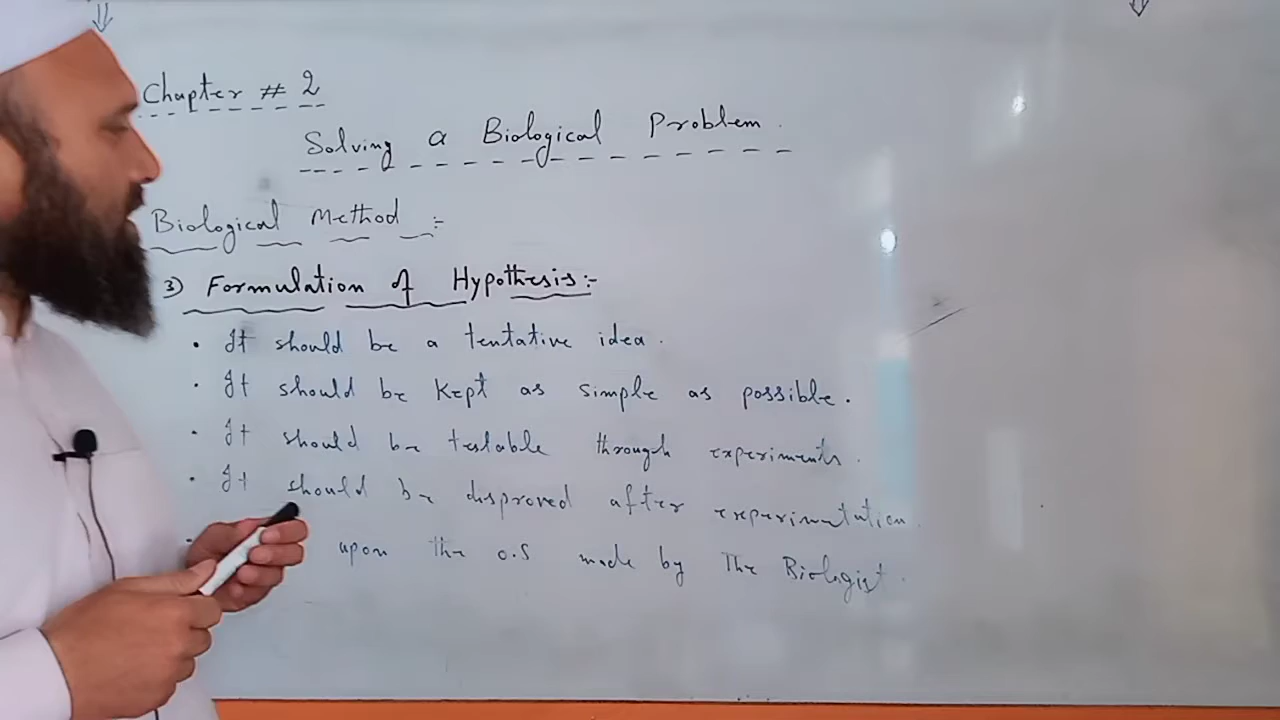 Chapter # 2
Solving a Biological Problem.
Biological Method :-
3) Formulation of Hypothesis:-
• It should be a tentative idea.
• It should be kept as simple as possible.
• It should be testable through experiments.
• It should be disproved after experimentation.
• upon the o.s made by The Biologist.